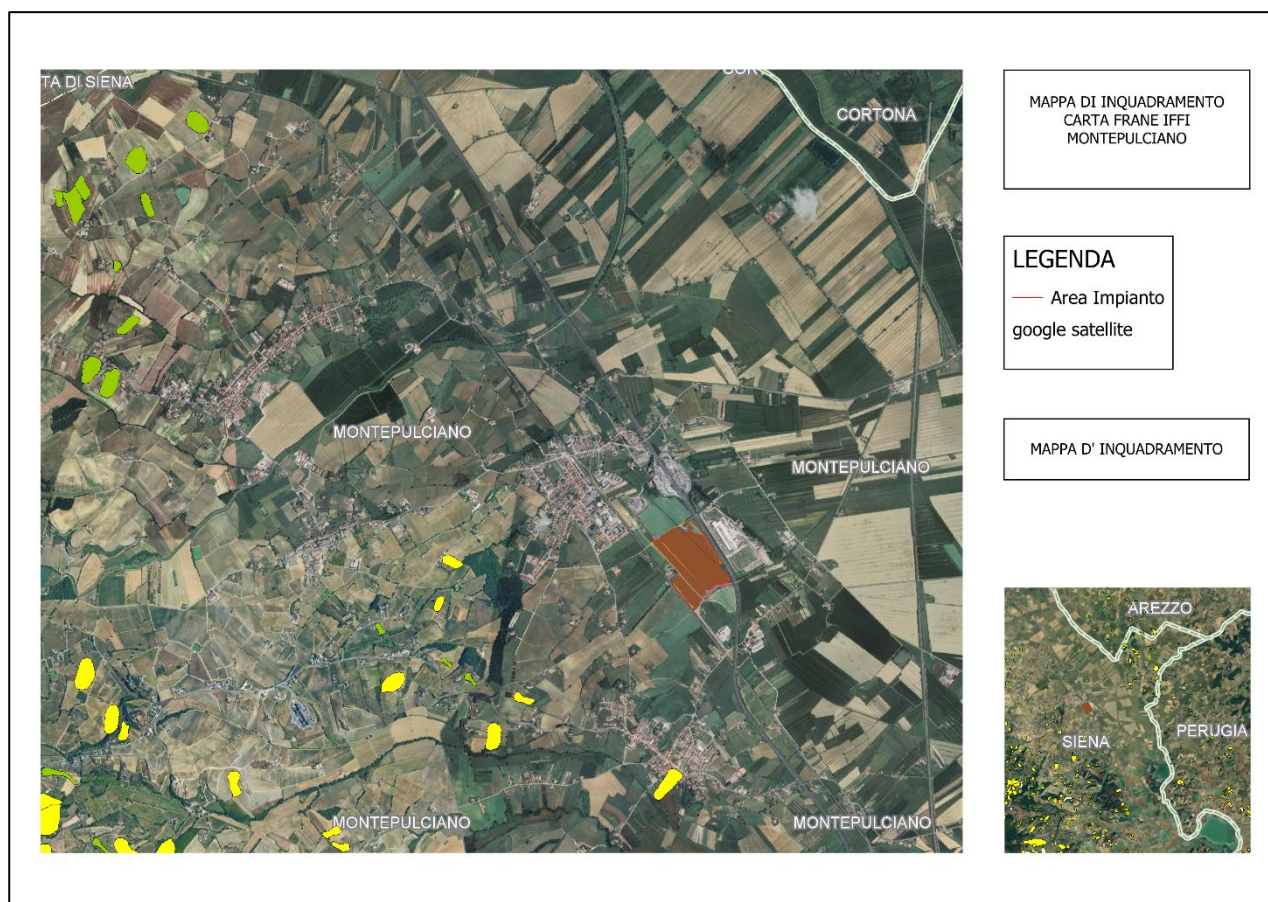 TA DI SIENA
CORT
CORTONA
MONTEPULCIANO
MONTEPULCIANO
MONTEPULCIANO
MONTEPULCIANO
MAPPA DI INQUADRAMENTO
CARTA FRANE IFFI
MONTEPULCIANO
LEGENDA
Area Impianto
google satellite
MAPPA D' INQUADRAMENTO
AREZZO
PERUGIA
SIENA